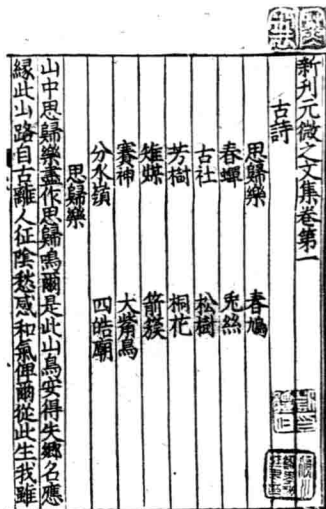 新刊元微之文集卷第一
古詩
思歸樂 春鳩
春蟬 兎絲
古社 松樹
芳樹 桐花
雉媒 箭鏃
賽神 大觜烏
分水嶺 四皓廟
思歸樂
山中思歸樂盡作思歸鳴爾是此山鳥安得失鄉名應
緣此山路自古離人征陰愁感和氣俾爾從此生我雖